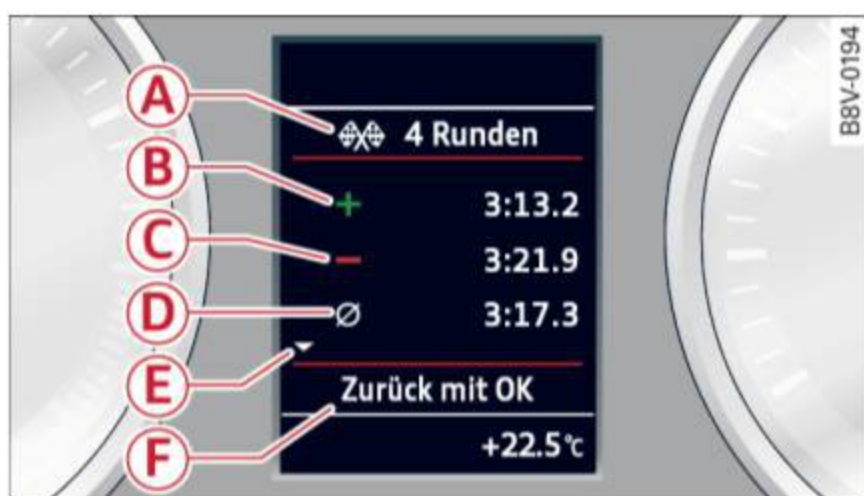 B8V-0194
A
4 Runden
B
+ 3:13.2
C
− 3:21.9
D
Ø 3:17.3
E
Zurück mit OK
F
+22.5°C